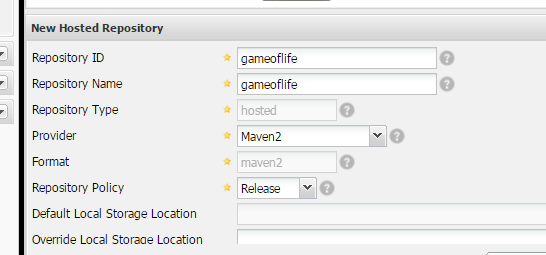 New Hosted Repository
Repository ID gameoflife
Repository Name gameoflife
Repository Type hosted
Provider Maven2
Format maven2
Repository Policy Release
Default Local Storage Location
Override Local Storage Location